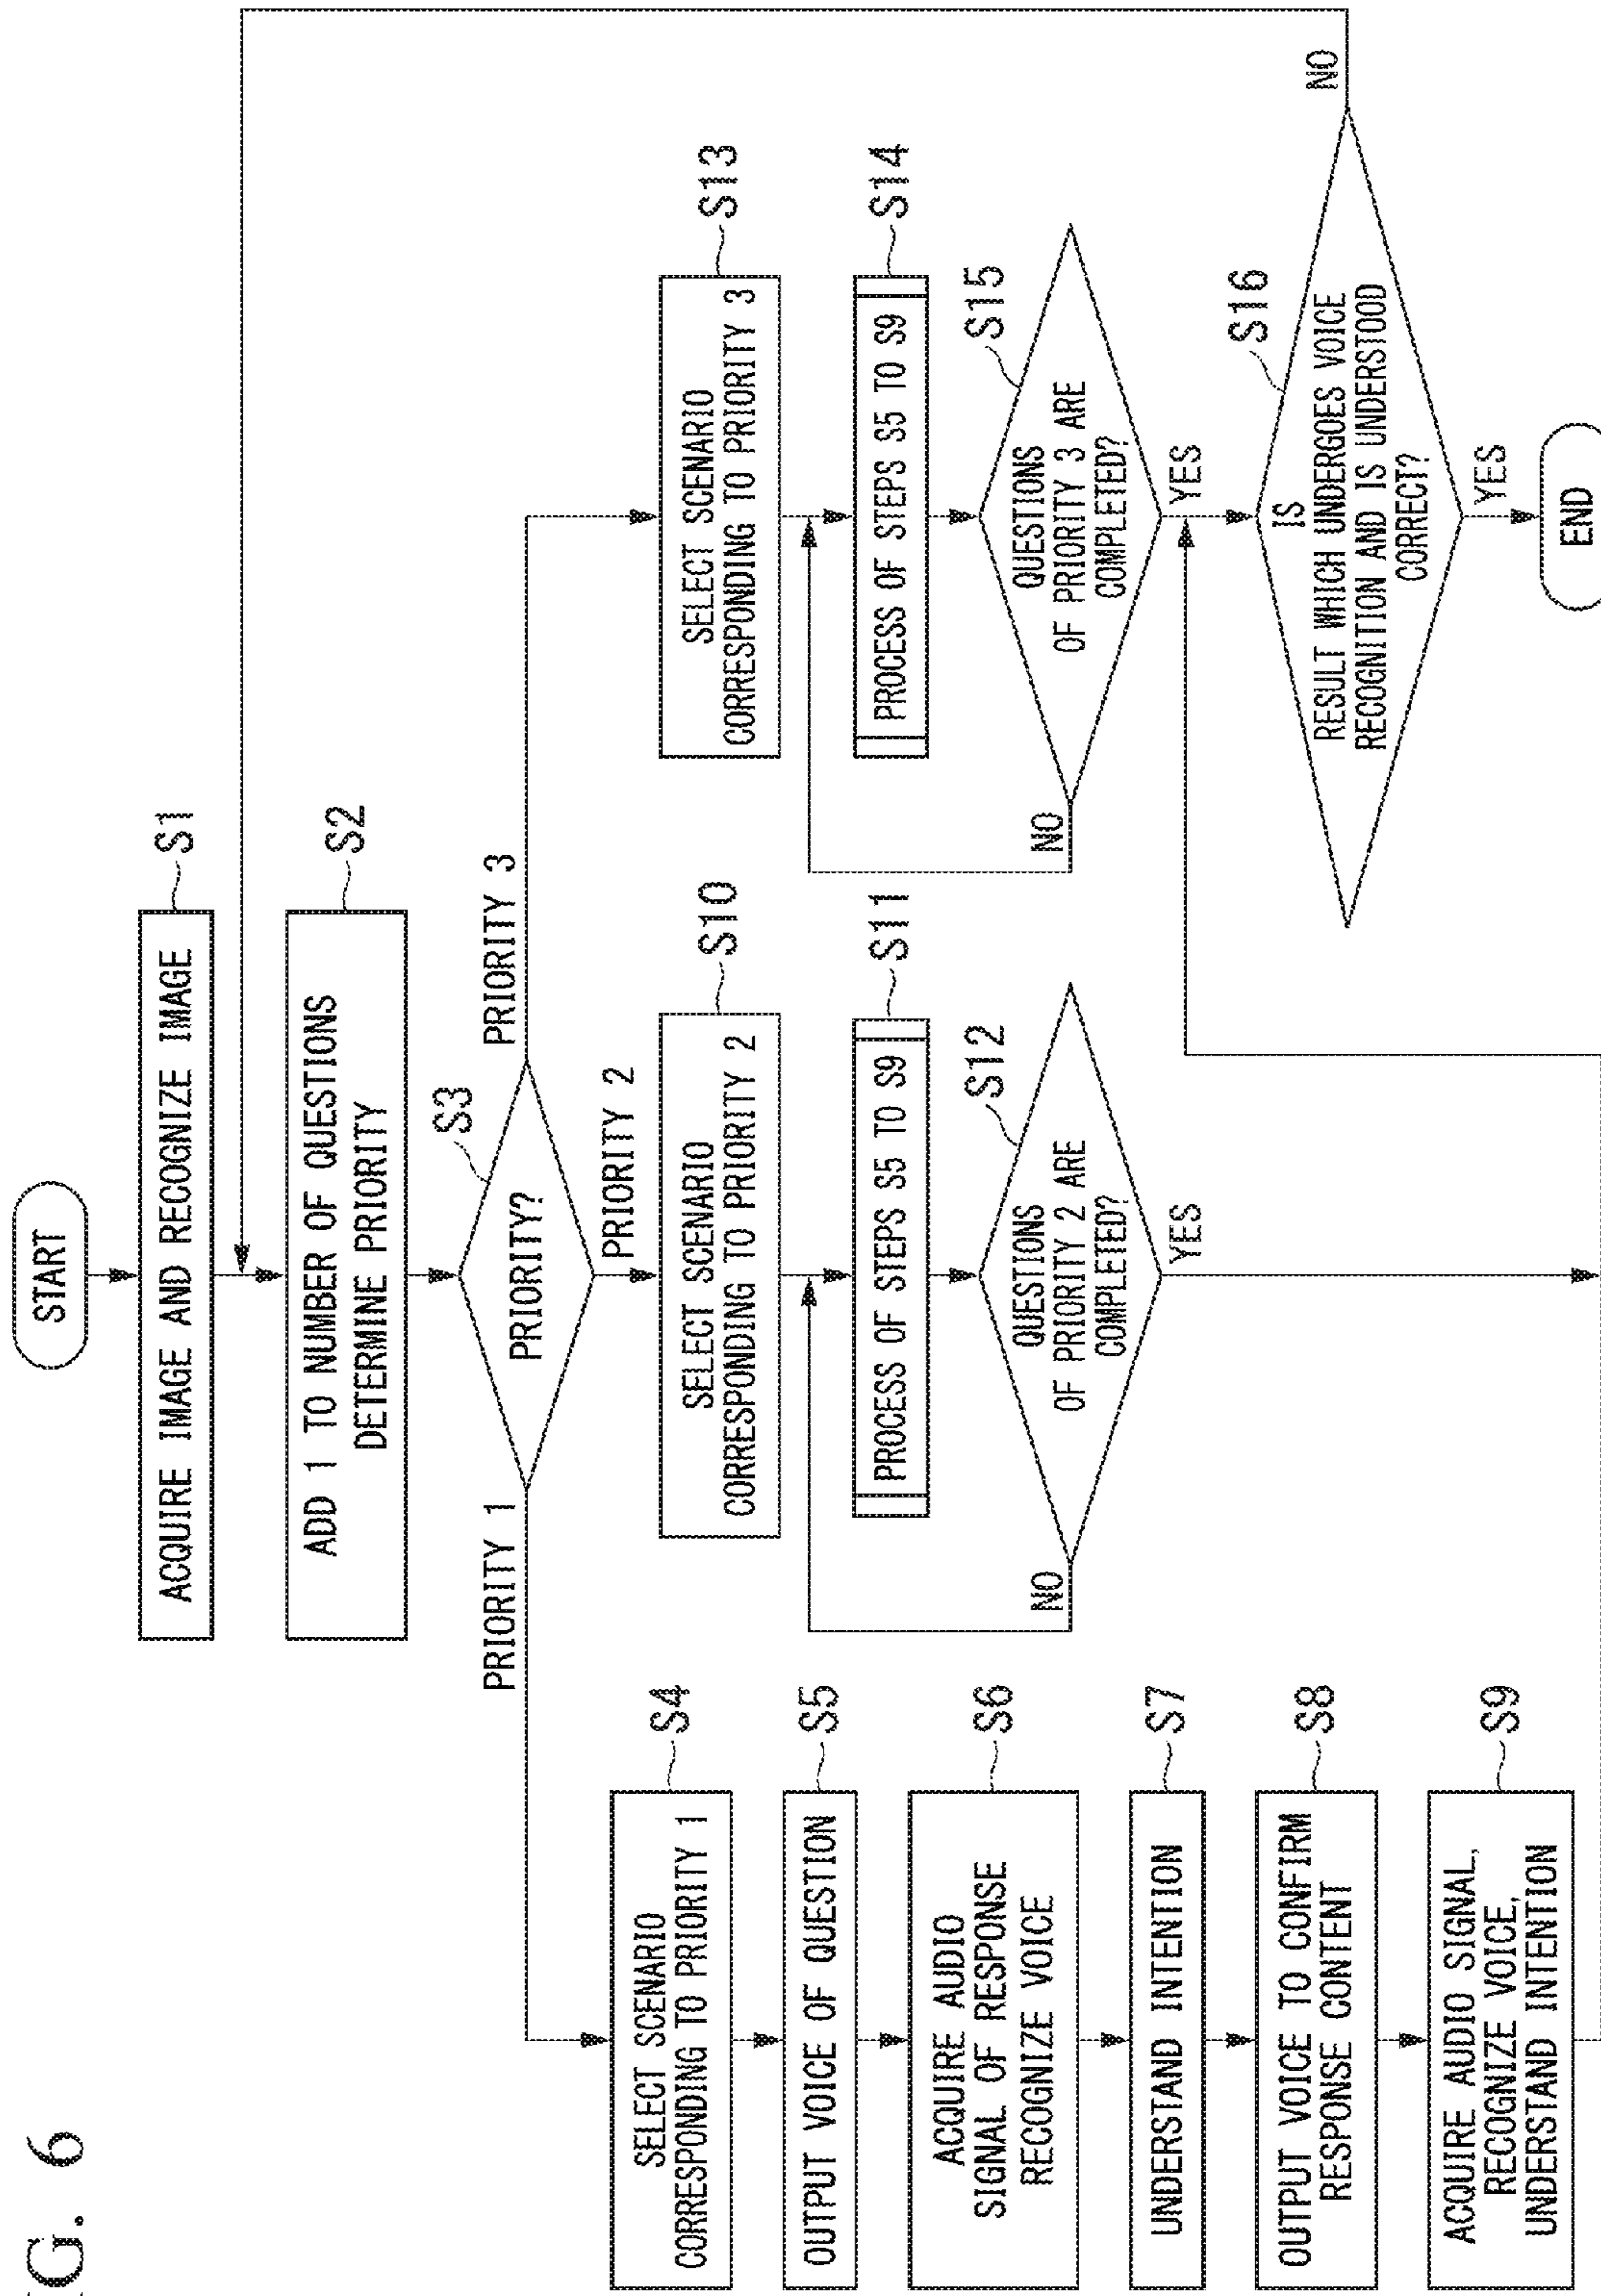 IG. 6
START
ACQUIRE IMAGE AND RECOGNIZE IMAGE
S1
ADD 1 TO NUMBER OF QUESTIONS
DETERMINE PRIORITY
S2
PRIORITY?
S3
PRIORITY 1
PRIORITY 2
PRIORITY 3
SELECT SCENARIO
CORRESPONDING TO PRIORITY 1
S4
OUTPUT VOICE OF QUESTION
S5
ACQUIRE AUDIO
SIGNAL OF RESPONSE
RECOGNIZE VOICE
S6
UNDERSTAND INTENTION
S7
OUTPUT VOICE TO CONFIRM
RESPONSE CONTENT
S8
ACQUIRE AUDIO SIGNAL,
RECOGNIZE VOICE,
UNDERSTAND INTENTION
S9
SELECT SCENARIO
CORRESPONDING TO PRIORITY 2
S10
PROCESS OF STEPS S5 TO S9
S11
QUESTIONS
OF PRIORITY 2 ARE
COMPLETED?
S12
NO
YES
SELECT SCENARIO
CORRESPONDING TO PRIORITY 3
S13
PROCESS OF STEPS S5 TO S9
S14
QUESTIONS
OF PRIORITY 3 ARE
COMPLETED?
S15
NO
YES
IS
RESULT WHICH UNDERGOES VOICE
RECOGNITION AND IS UNDERSTOOD
CORRECT?
S16
NO
YES
END